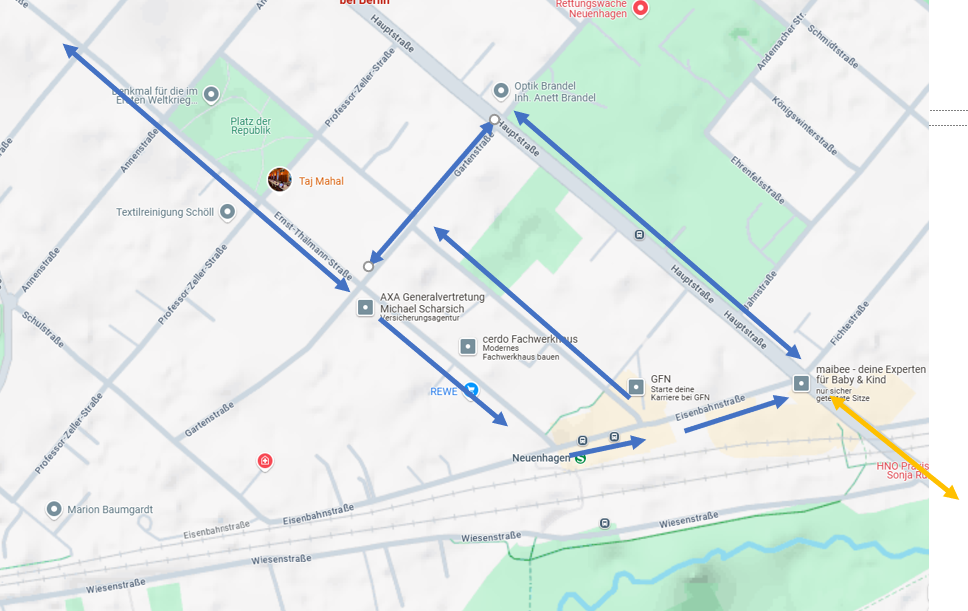 bei Berlin
Rettungswache
Neuenhagen
Hauptstraße
Andernacher Str.
Schmidtstraße
Optik Brandel
Inh. Anett Brandel
Denkmal für die im
Ersten Weltkrieg...
Professor-Zeller-Straße
Königswinterstraße
Platz der
Republik
Annenstraße
Hauptstraße
Gartenstraße
Ehrenfelsstraße
Taj Mahal
Textilreinigung Schöll
Ernst-Thälmann-Straße
Annenstraße
Professor-Zeller-Straße
Hauptstraße
AXA Generalvertretung
Michael Scharsich
Versicherungsagentur
Schulstraße
Hauptstraße
Fichtestraße
cerdo Fachwerkhaus
Modernes
Fachwerkhaus bauen
maibee - deine Experten
für Baby & Kind
nur sicher
getestete Sitze
GFN
Starte deine
Karriere bei GFN
REWE
Eisenbahnstraße
Gartenstraße
Professor-Zeller-Straße
Neuenhagen
HNO Praxis
Sonja
Marion Baumgardt
Eisenbahnstraße
Eisenbahnstraße
Wiesenstraße
Wiesenstraße
Wiesenstraße
Wiesenstraße